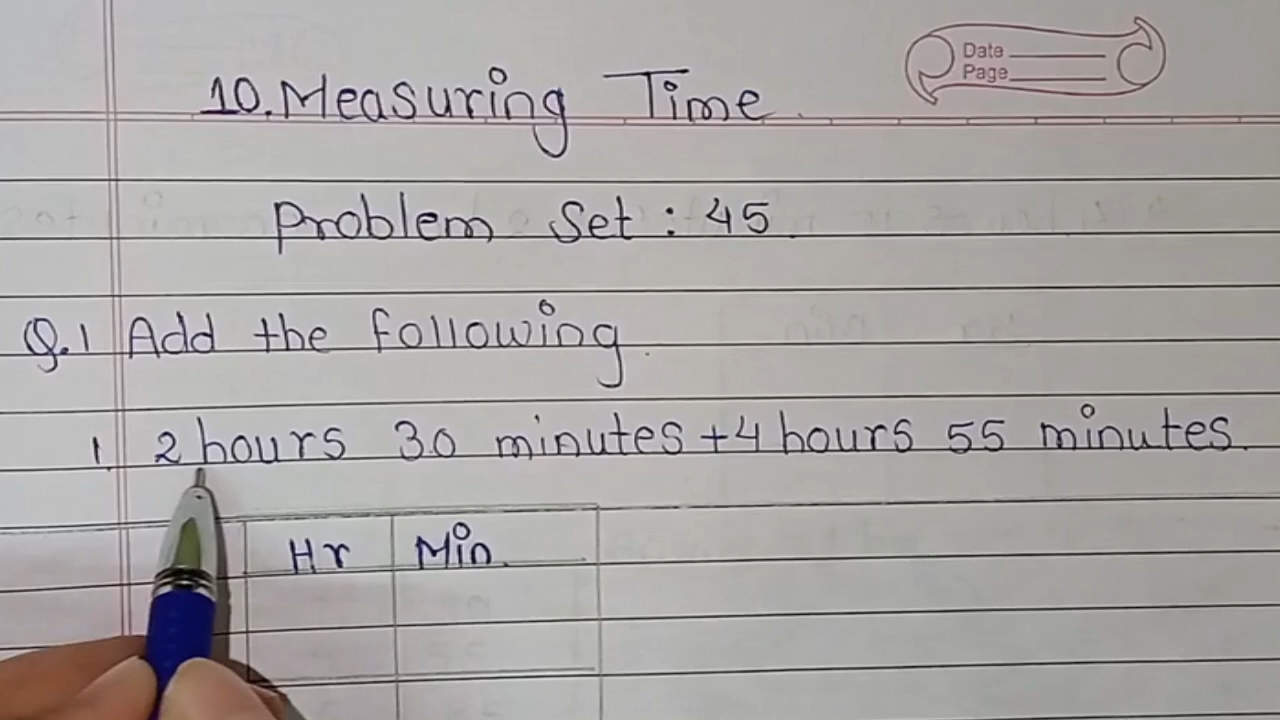 Date
Page
10. Measuring Time.
Problem Set : 45.
Q.1 Add the following.
1. 2 hours 30 minutes + 4 hours 55 minutes.
Hr Min.